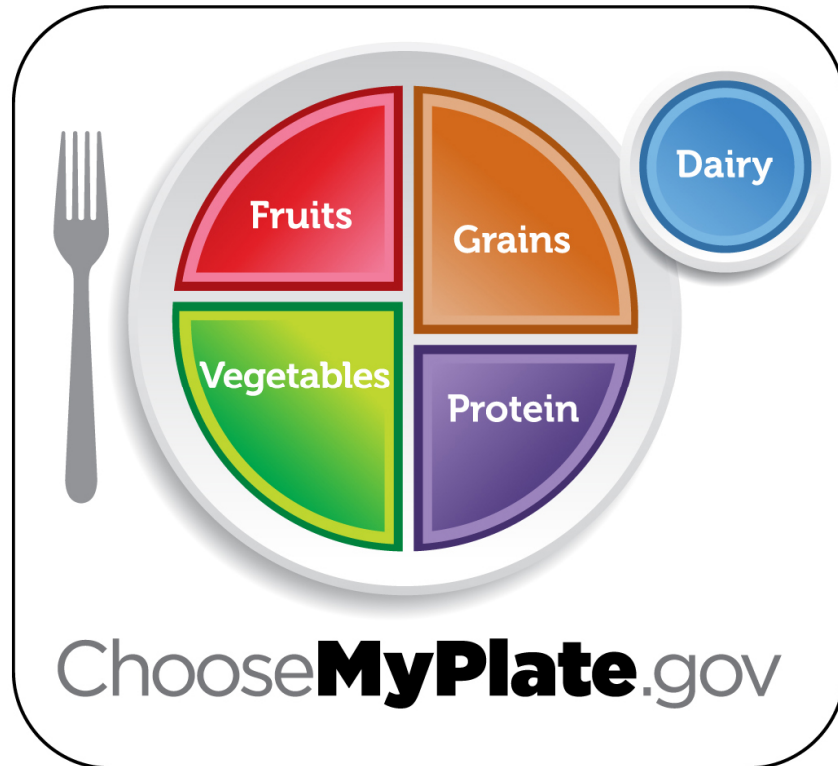 Fruits
Grains
Dairy
Vegetables
Protein
ChooseMyPlate.gov